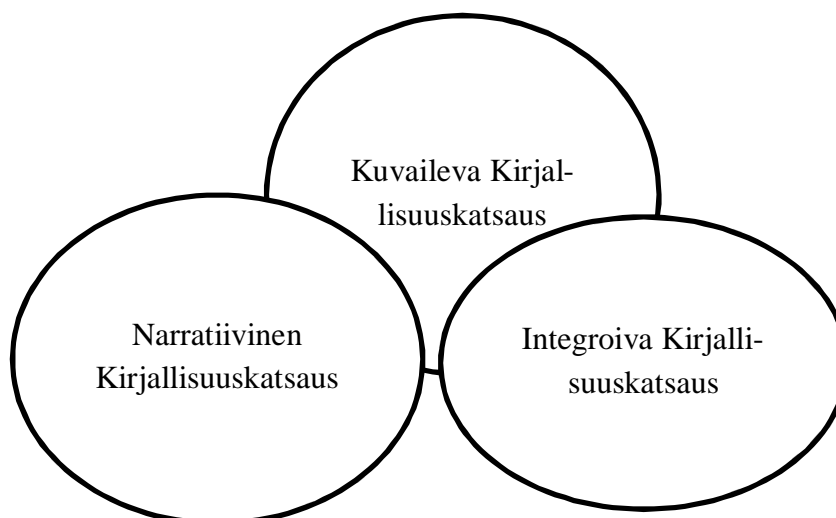 Kuvaileva Kirjal-
lisuuskatsaus
Narratiivinen
Kirjallisuuskatsaus
Integroiva Kirjalli-
suuskatsaus